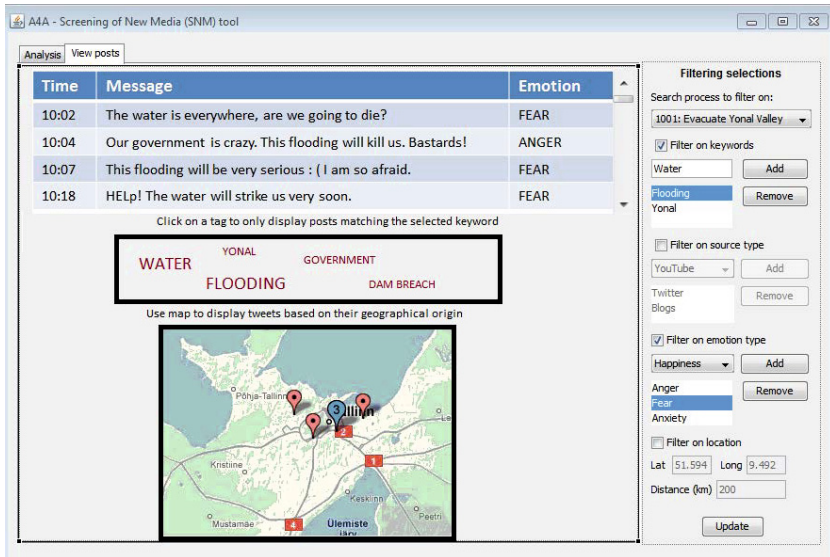 A4A - Screening of New Media (SNM) tool
Analysis View posts
Time Message Emotion
10:02 The water is everywhere, are we going to die? FEAR
10:04 Our government is crazy. This flooding will kill us. Bastards! ANGER
10:07 This flooding will be very serious : ( I am so afraid. FEAR
10:18 HELp! The water will strike us very soon. FEAR
Click on a tag to only display posts matching the selected keyword
WATER YONAL GOVERNMENT
FLOODING DAM BREACH
Use map to display tweets based on their geographical origin
Põhja-Tallinn
3
2
Kristiine
1
Kesklinn
Mustamäe
4
Ülemiste
järv
Peetri
Filtering selections
Search process to filter on:
1001: Evacuate Yonal Valley
Filter on keywords
Water Add
Flooding Remove
Yonal
Filter on source type
YouTube Add
Twitter Remove
Blogs
Filter on emotion type
Happiness Add
Anger Remove
Fear
Anxiety
Filter on location
Lat 51.594 Long 9.492
Distance (km) 200
Update